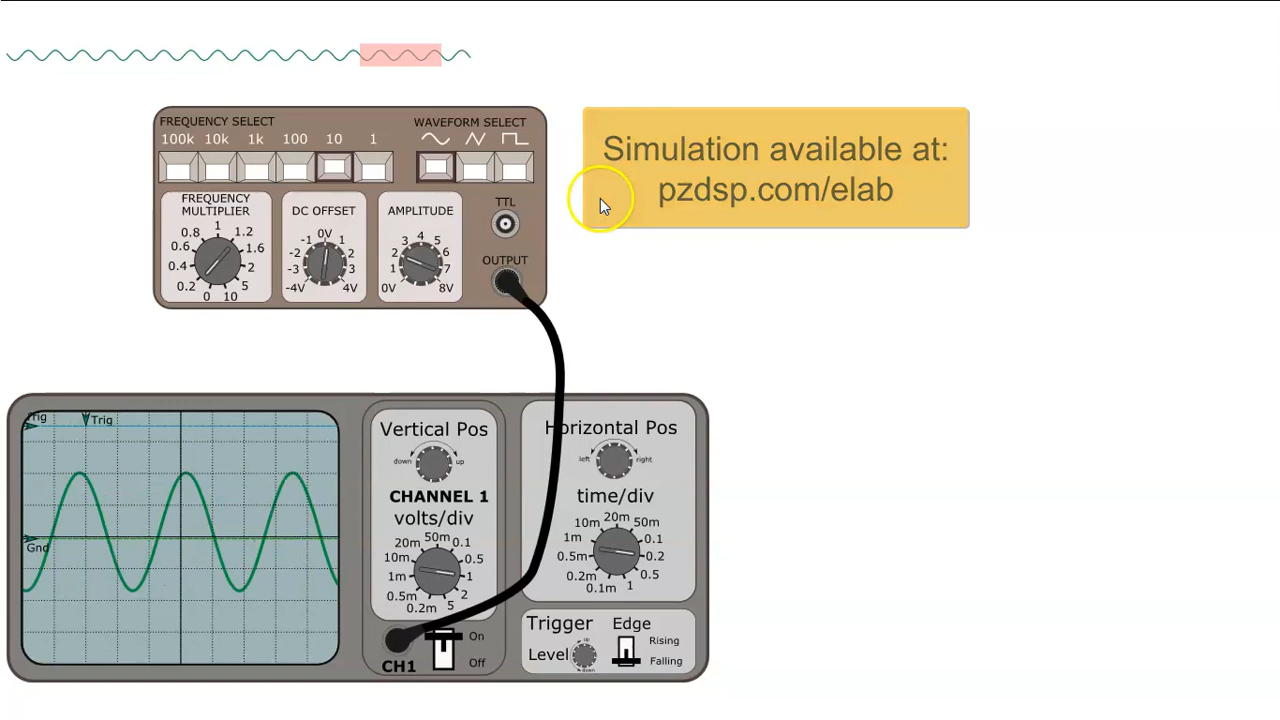 FREQUENCY SELECT
100k 10k 1k 100 10 1
WAVEFORM SELECT
Simulation available at:
pzdsp.com/elab
FREQUENCY
MULTIPLIER
0 0.2 0.4 0.6 0.8 1 1.2 1.6 2 5 10
DC OFFSET
-4V -3 -2 -1 0V 1 2 3 4V
AMPLITUDE
0V 1 2 3 4 5 6 7 8V
TTL
OUTPUT
Trig
Gnd
Vertical Pos
down up
CHANNEL 1
volts/div
0.2m 0.5m 1m 10m 20m 50m 0.1 0.5 1 2 5
CH1
On
Off
Horizontal Pos
left right
time/div
0.1m 0.2m 0.5m 1m 10m 20m 50m 0.1 0.2 0.5 1
Trigger
Level
up
down
Edge
Rising
Falling